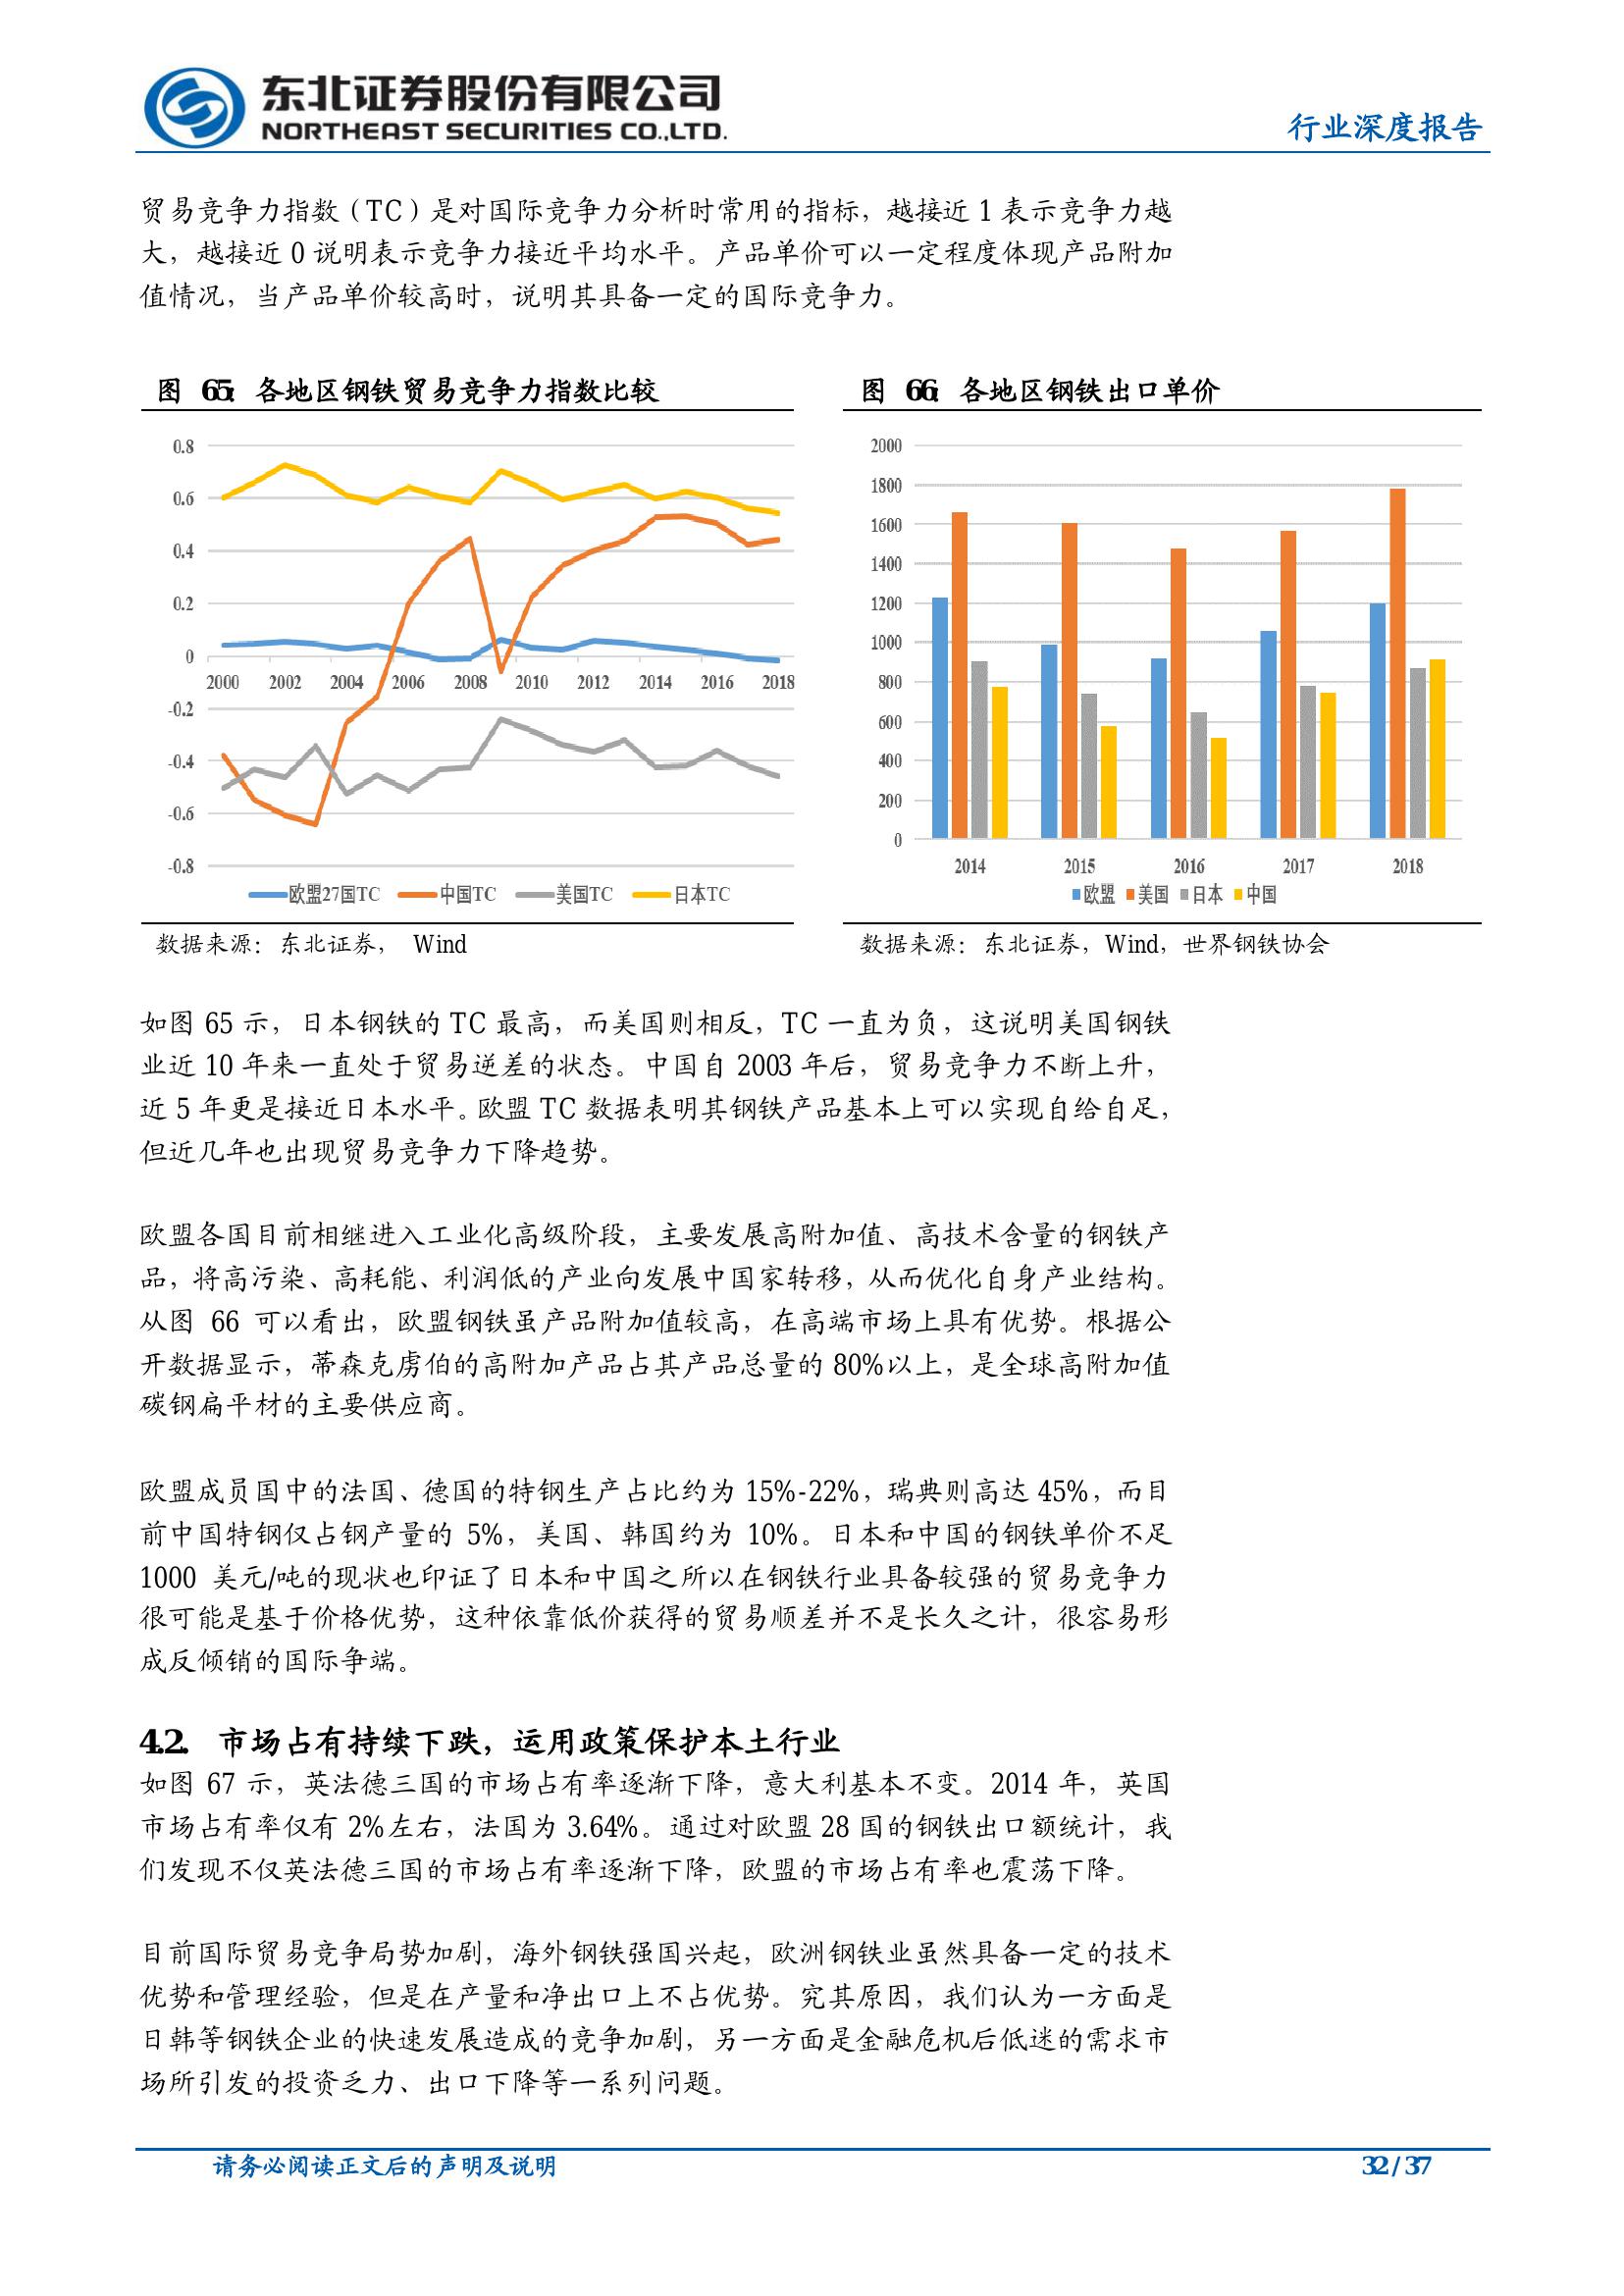 东北证券股份有限公司
NORTHEAST SECURITIES CO.,LTD.
行业深度报告
贸易竞争力指数（TC）是对国际竞争力分析时常用的指标，越接近 1 表示竞争力越
大，越接近 0 说明表示竞争力接近平均水平。产品单价可以一定程度体现产品附加
值情况，当产品单价较高时，说明其具备一定的国际竞争力。
图 65：各地区钢铁贸易竞争力指数比较
0.8
0.6
0.4
0.2
0
-0.2
-0.4
-0.6
-0.8
2000 2002 2004 2006 2008 2010 2012 2014 2016 2018
欧盟27国TC 中国TC 美国TC 日本TC
数据来源：东北证券， Wind
图 66：各地区钢铁出口单价
2000
1800
1600
1400
1200
1000
800
600
400
200
0
2014 2015 2016 2017 2018
欧盟 美国 日本 中国
数据来源：东北证券，Wind，世界钢铁协会
如图 65 示，日本钢铁的 TC 最高，而美国则相反，TC 一直为负，这说明美国钢铁
业近 10 年来一直处于贸易逆差的状态。中国自 2003 年后，贸易竞争力不断上升，
近 5 年更是接近日本水平。欧盟 TC 数据表明其钢铁产品基本上可以实现自给自足，
但近几年也出现贸易竞争力下降趋势。
欧盟各国目前相继进入工业化高级阶段，主要发展高附加值、高技术含量的钢铁产
品，将高污染、高耗能、利润低的产业向发展中国家转移，从而优化自身产业结构。
从图 66 可以看出，欧盟钢铁虽产品附加值较高，在高端市场上具有优势。根据公
开数据显示，蒂森克虏伯的高附加产品占其产品总量的 80%以上，是全球高附加值
碳钢扁平材的主要供应商。
欧盟成员国中的法国、德国的特钢生产占比约为 15%-22%，瑞典则高达 45%，而目
前中国特钢仅占钢产量的 5%，美国、韩国约为 10%。日本和中国的钢铁单价不足
1000 美元/吨的现状也印证了日本和中国之所以在钢铁行业具备较强的贸易竞争力
很可能是基于价格优势，这种依靠低价获得的贸易顺差并不是长久之计，很容易形
成反倾销的国际争端。
4.2. 市场占有持续下跌，运用政策保护本土行业
如图 67 示，英法德三国的市场占有率逐渐下降，意大利基本不变。2014 年，英国
市场占有率仅有 2%左右，法国为 3.64%。通过对欧盟 28 国的钢铁出口额统计，我
们发现不仅英法德三国的市场占有率逐渐下降，欧盟的市场占有率也震荡下降。
目前国际贸易竞争局势加剧，海外钢铁强国兴起，欧洲钢铁业虽然具备一定的技术
优势和管理经验，但是在产量和净出口上不占优势。究其原因，我们认为一方面是
日韩等钢铁企业的快速发展造成的竞争加剧，另一方面是金融危机后低迷的需求市
场所引发的投资乏力、出口下降等一系列问题。
请务必阅读正文后的声明及说明
32 / 37